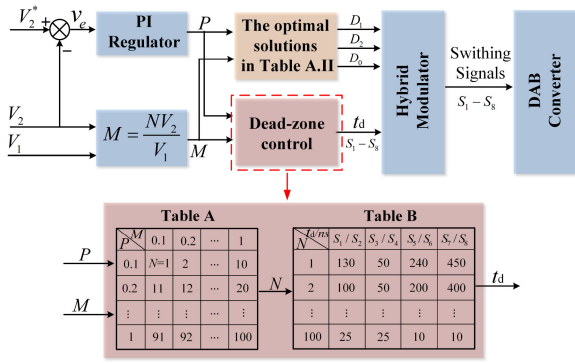 V₂* + − vₑ
PI Regulator
P
The optimal solutions in Table A.II
D₁
D₂
D₀
Hybrid Modulator
Swithing Signals
S₁ − S₈
DAB Converter
V₂
V₁
M = NV₂ / V₁
M
Dead-zone control
t_d
S₁ − S₈
Table A
P M 0.1 0.2 ... 1
0.1 N=1 2 ... 10
0.2 11 12 ... 20
⋮ ⋮ ⋮ ⋮
1 91 92 ... 100
P
M
N
Table B
N t_d/ns S₁/S₂ S₃/S₄ S₅/S₆ S₇/S₈
1 130 50 240 450
2 100 50 200 400
⋮ ⋮ ⋮ ⋮ ⋮
100 25 25 10 10
t_d